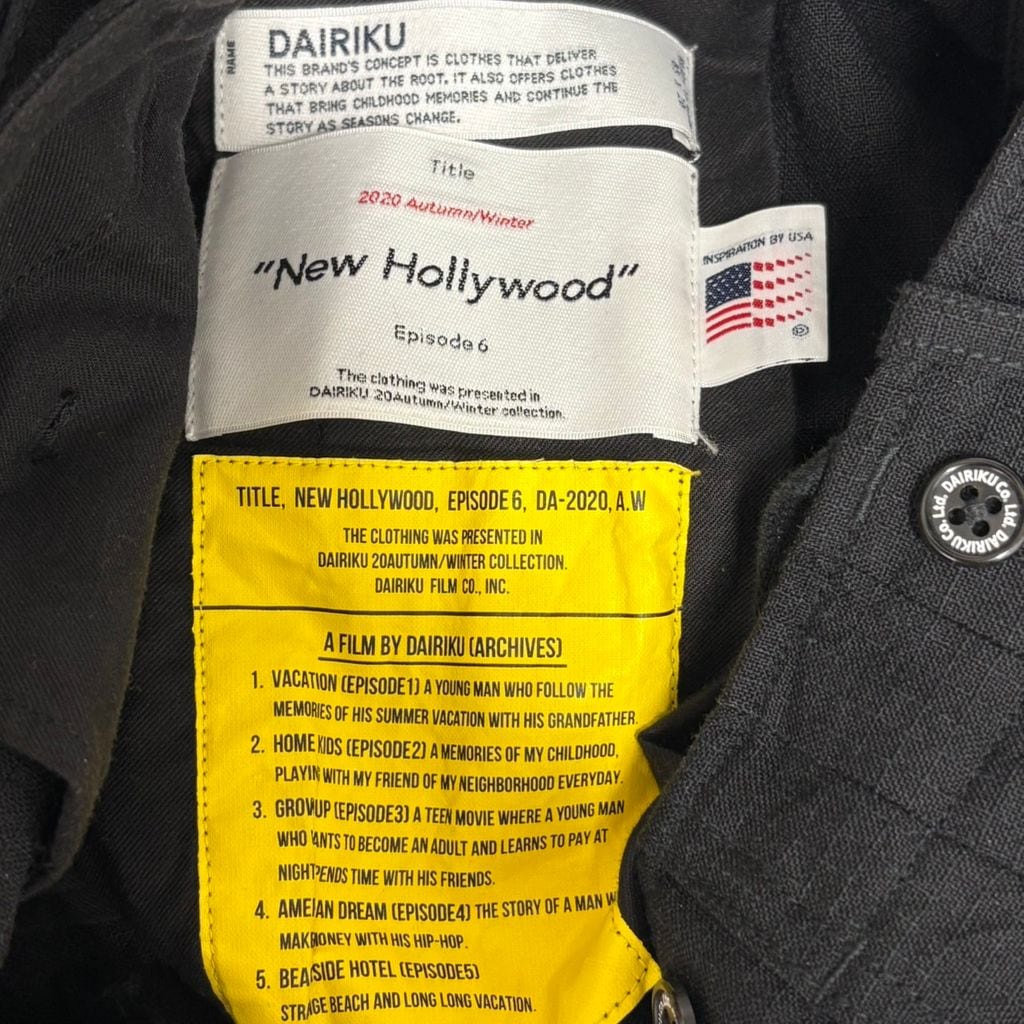 NAME
DAIRIKU
THIS BRAND'S CONCEPT IS CLOTHES THAT DELIVER
A STORY ABOUT THE ROOT. IT ALSO OFFERS CLOTHES
THAT BRING CHILDHOOD MEMORIES AND CONTINUE THE
STORY AS SEASONS CHANGE.
Title
2020 Autumn/Winter
"New Hollywood"
Episode 6
The clothing was presented in
DAIRIKU 20Autumn/Winter collection.
INSPIRATION BY USA
©
TITLE, NEW HOLLYWOOD, EPISODE 6, DA-2020, A.W
THE CLOTHING WAS PRESENTED IN
DAIRIKU 20AUTUMN/WINTER COLLECTION.
DAIRIKU FILM CO., INC.
A FILM BY DAIRIKU (ARCHIVES)
1. VACATION (EPISODE1) A YOUNG MAN WHO FOLLOW THE
MEMORIES OF HIS SUMMER VACATION WITH HIS GRANDFATHER.
2. HOME KIDS (EPISODE2) A MEMORIES OF MY CHILDHOOD,
PLAYIN WITH MY FRIEND OF MY NEIGHBORHOOD EVERYDAY.
3. GROWUP (EPISODE3) A TEEN MOVIE WHERE A YOUNG MAN
WHO ANTS TO BECOME AN ADULT AND LEARNS TO PAY AT
NIGHT PENDS TIME WITH HIS FRIENDS.
4. DREAM (EPISODE4) THE STORY OF A MAN
WITH HIS HIP-HOP.
5. HOTEL (EPISODE5)
BEACH AND LONG LONG VACATION.
DAIRIKU Co., Ltd. DAIRIKU Co., Ltd.